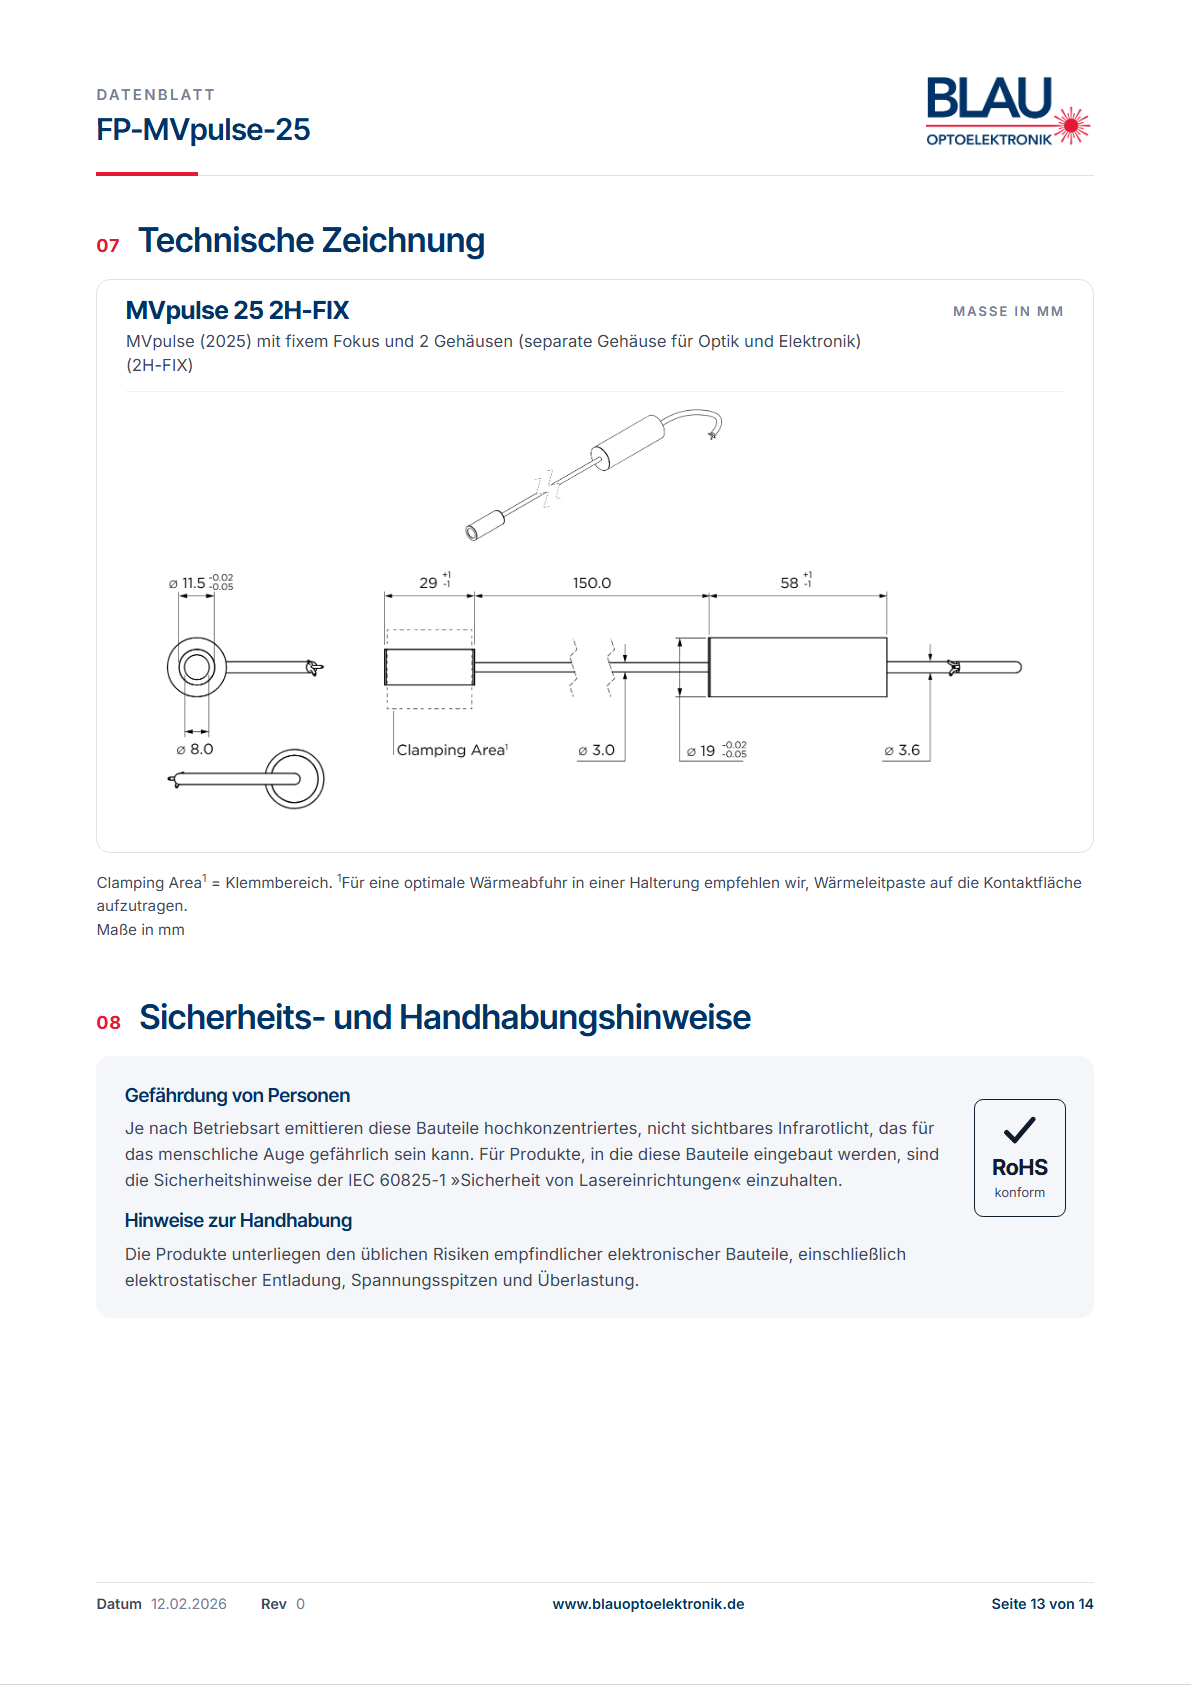 DATENBLATT
FP-MVpulse-25
BLAU
OPTOELEKTRONIK
07 Technische Zeichnung
MVpulse 25 2H-FIX
MASSE IN MM
MVpulse (2025) mit fixem Fokus und 2 Gehäusen (separate Gehäuse für Optik und Elektronik)
(2H-FIX)
⌀ 11.5 -0.02 -0.05
29 +1 -1
150.0
58 +1 -1
⌀ 8.0
Clamping Area¹
⌀ 3.0
⌀ 19 -0.02 -0.05
⌀ 3.6
Clamping Area¹ = Klemmbereich. ¹Für eine optimale Wärmeabfuhr in einer Halterung empfehlen wir, Wärmeleitpaste auf die Kontaktfläche
aufzutragen.
Maße in mm
08 Sicherheits- und Handhabungshinweise
Gefährdung von Personen
Je nach Betriebsart emittieren diese Bauteile hochkonzentriertes, nicht sichtbares Infrarotlicht, das für
das menschliche Auge gefährlich sein kann. Für Produkte, in die diese Bauteile eingebaut werden, sind
die Sicherheitshinweise der IEC 60825-1 »Sicherheit von Lasereinrichtungen« einzuhalten.
RoHS
konform
Hinweise zur Handhabung
Die Produkte unterliegen den üblichen Risiken empfindlicher elektronischer Bauteile, einschließlich
elektrostatischer Entladung, Spannungsspitzen und Überlastung.
Datum 12.02.2026 Rev 0
www.blauoptoelektronik.de
Seite 13 von 14